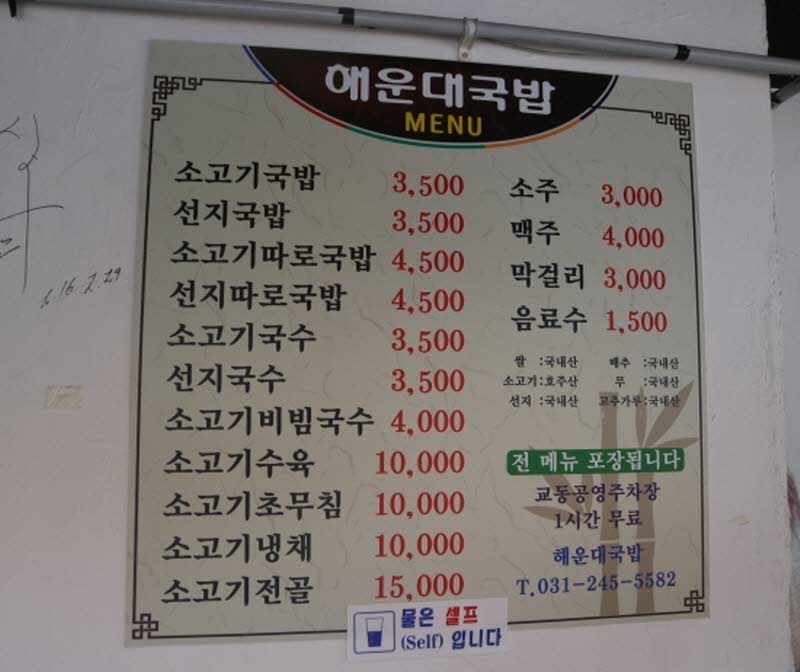 해운대국밥
MENU
소고기국밥 3,500
선지국밥 3,500
소고기따로국밥 4,500
선지따로국밥 4,500
소고기국수 3,500
선지국수 3,500
소고기비빔국수 4,000
소고기수육 10,000
소고기초무침 10,000
소고기냉채 10,000
소고기전골 15,000
소주 3,000
맥주 4,000
막걸리 3,000
음료수 1,500
쌀 :국내산 배추 :국내산
소고기:호주산 무 :국내산
선지 :국내산 고추가루:국내산
전 메뉴 포장됩니다
교동공영주차장
1시간 무료
해운대국밥
T.031-245-5582
물은 셀프
(Self) 입니다